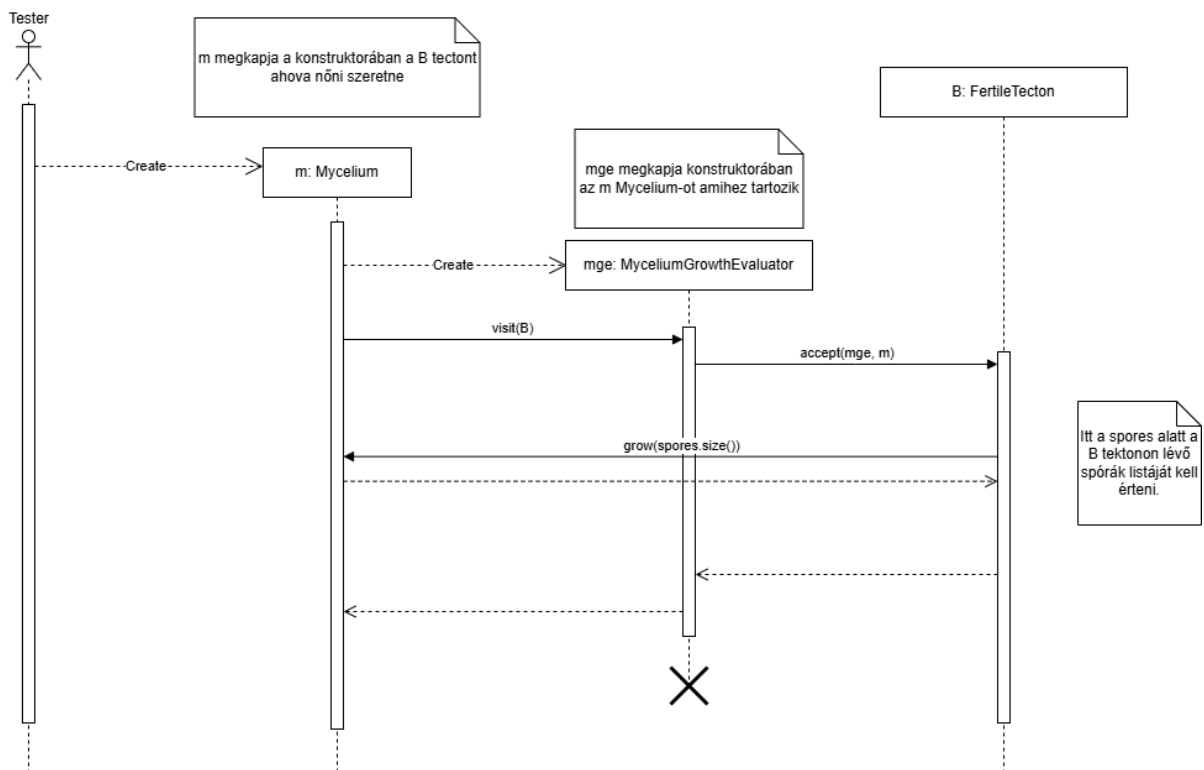 Tester
m megkapja a konstruktorában a B tectont
ahova nőni szeretne
B: FertileTecton
mge megkapja konstruktorában
az m Mycelium-ot amihez tartozik
Create
m: Mycelium
Create
mge: MyceliumGrowthEvaluator
visit(B)
accept(mge, m)
grow(spores.size())
Itt a spores alatt a
B tektonon lévő
spórák listáját kell
érteni.